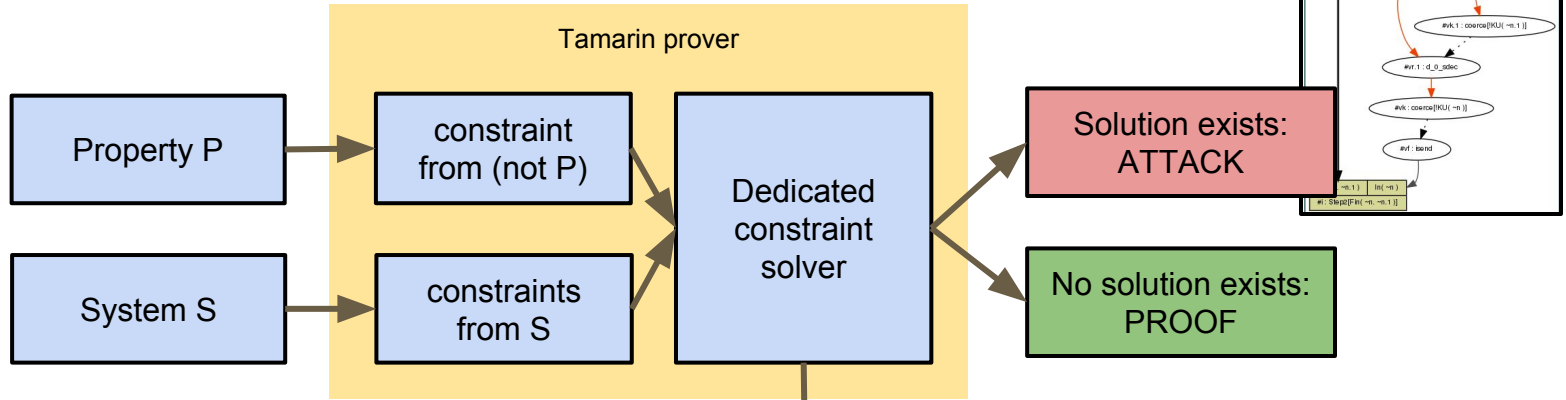 Tamarin prover
Property P
constraint
from (not P)
System S
constraints
from S
Dedicated
constraint
solver
Solution exists:
ATTACK
No solution exists:
PROOF
#vk.1 : coerce[!KU( ~n.1 )]
#vr.1 : d_0_sdec
#vk : coerce[!KU( ~n )]
#vf : isend
~n.1 ) In( ~n )
#i : Step2[Fin( ~n, ~n.1 )]